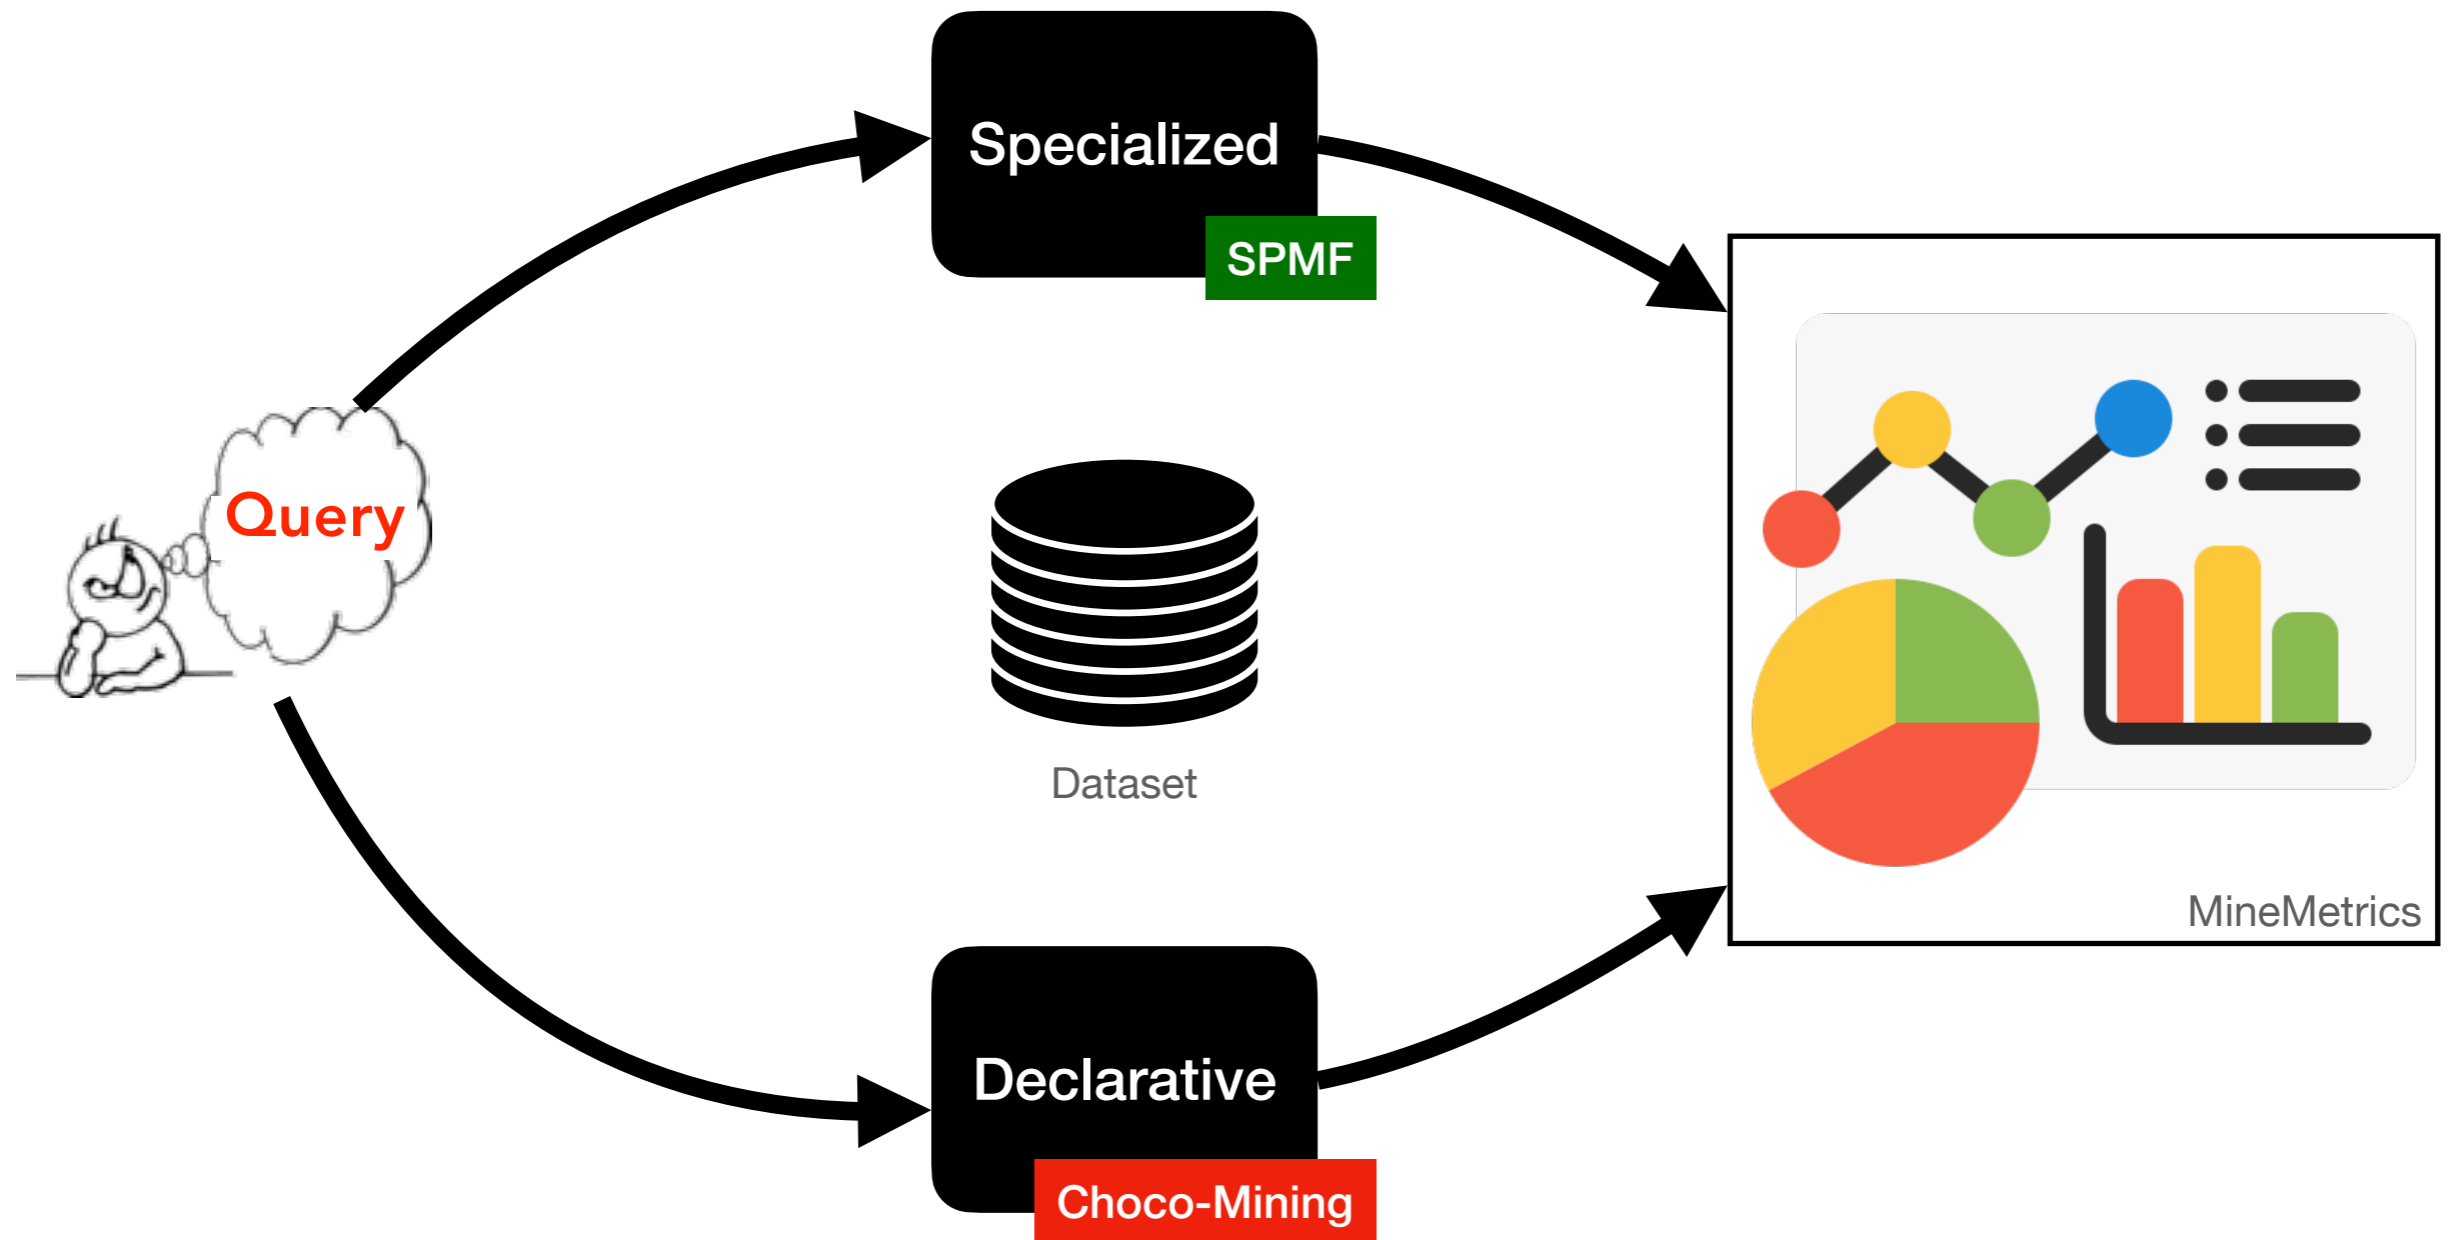 Specialized
SPMF
Query
Dataset
MineMetrics
Declarative
Choco-Mining